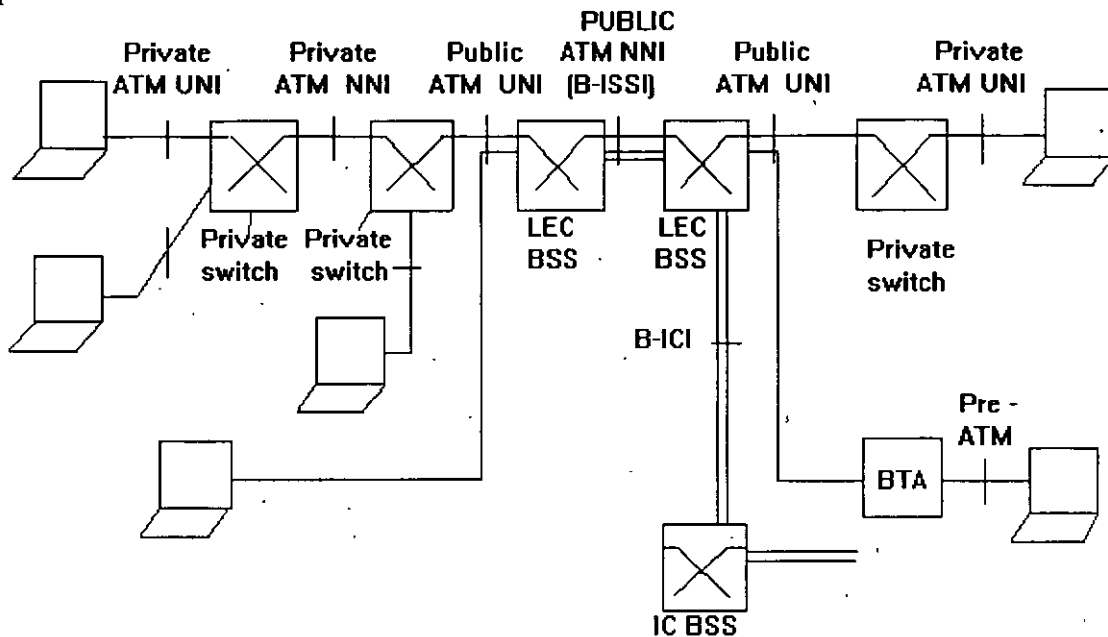 Private
ATM UNI
Private
ATM NNI
Public
ATM UNI
PUBLIC
ATM NNI
(B-ISSI)
Public
ATM UNI
Private
ATM UNI
Private
switch
Private
switch
LEC
BSS
LEC
BSS
Private
switch
B-ICI
Pre -
ATM
BTA
IC BSS